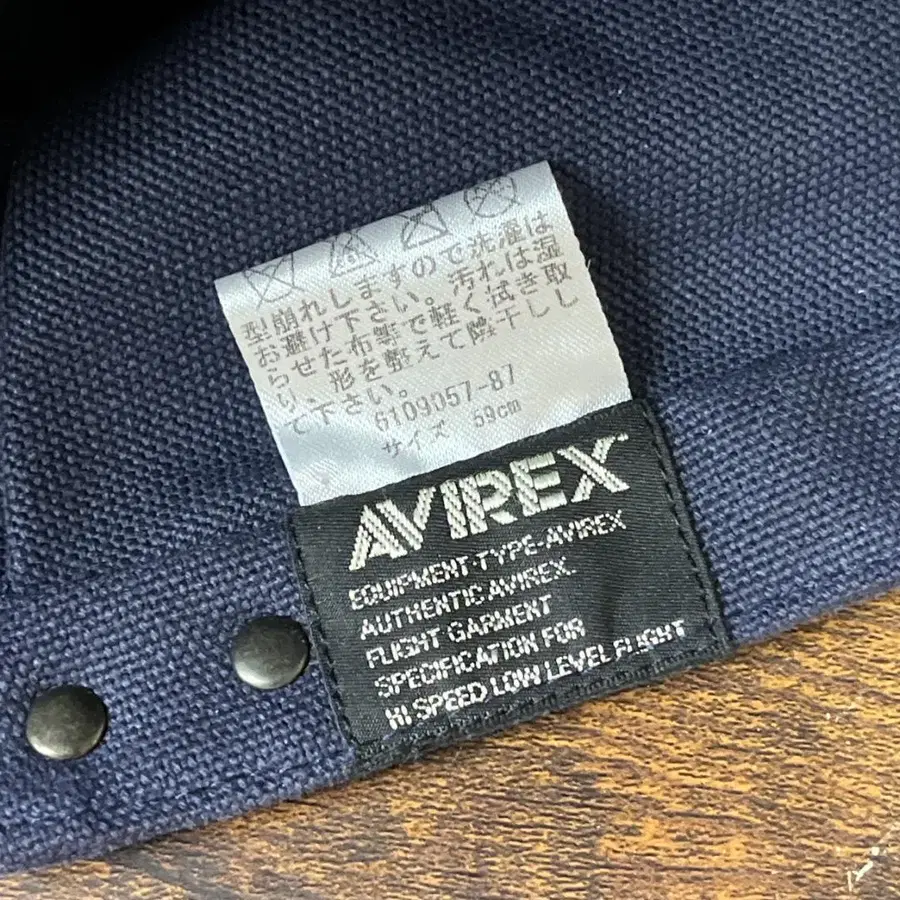 型崩れしますので洗濯は
お避け下さい。汚れは湿
らせた布等で軽く拭き取
り、形を整えて陰干しし
て下さい。
6109057-87
サイズ 59cm
AVIREX
EQUIPMENT-TYPE-AVIREX
AUTHENTIC AVIREX.
FLIGHT GARMENT
SPECIFICATION FOR
HI SPEED LOW LEVEL FLIGHT